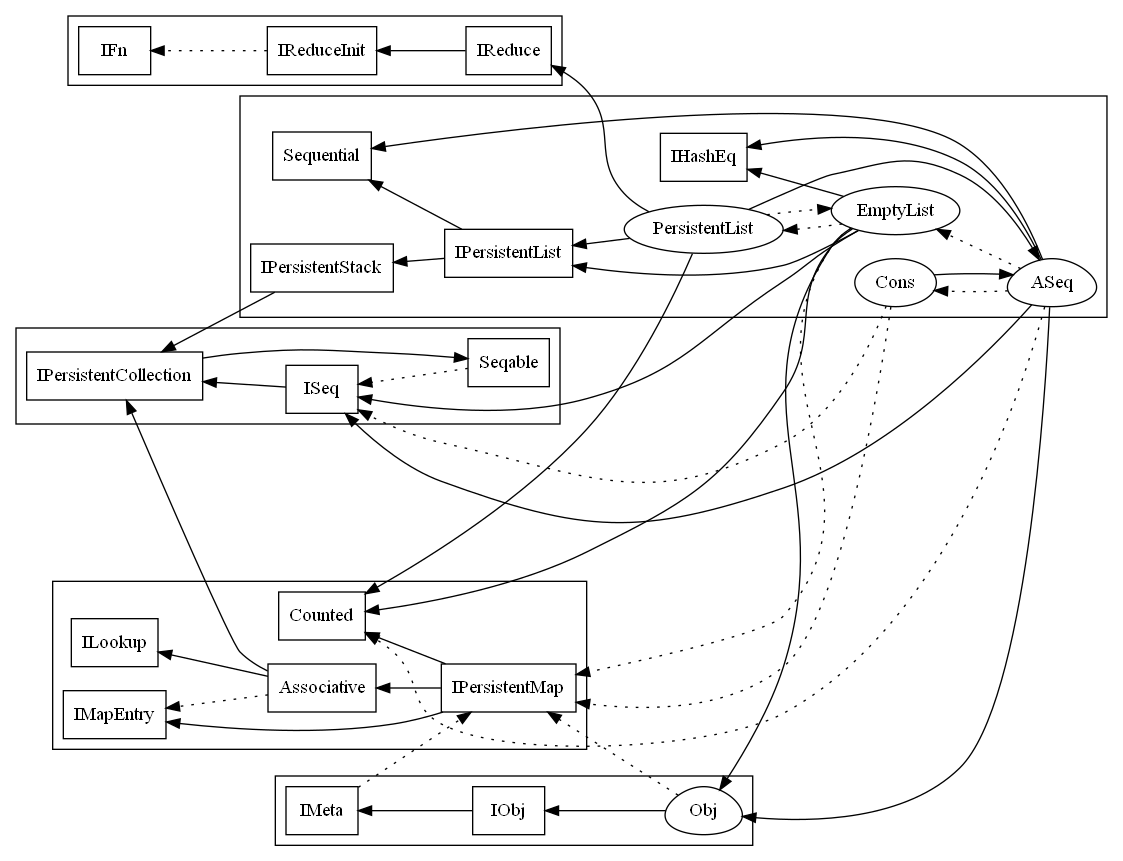 IFn
IReduceInit
IReduce
Sequential
IHashEq
EmptyList
PersistentList
IPersistentList
IPersistentStack
Cons
ASeq
Seqable
IPersistentCollection
ISeq
Counted
ILookup
Associative
IPersistentMap
IMapEntry
IMeta
IObj
Obj